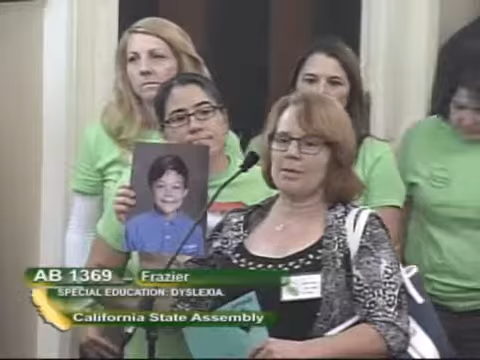 AB 1369 – Frazier
SPECIAL EDUCATION: DYSLEXIA.
California State Assembly